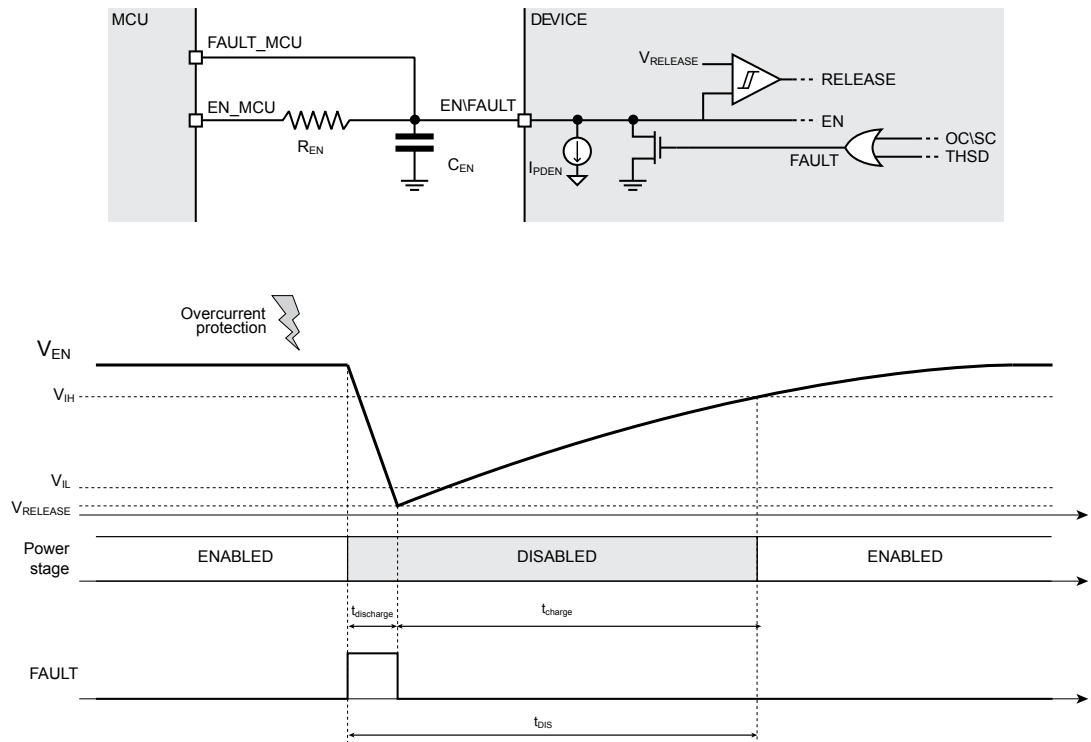 MCU
DEVICE
FAULT_MCU
V_RELEASE
RELEASE
EN_MCU
EN\FAULT
EN
R_EN
C_EN
I_PDEN
FAULT
OC\SC
THSD
Overcurrent
protection
V_EN
V_IH
V_IL
V_RELEASE
Power
stage
ENABLED
DISABLED
ENABLED
t_discharge
t_charge
FAULT
t_DIS